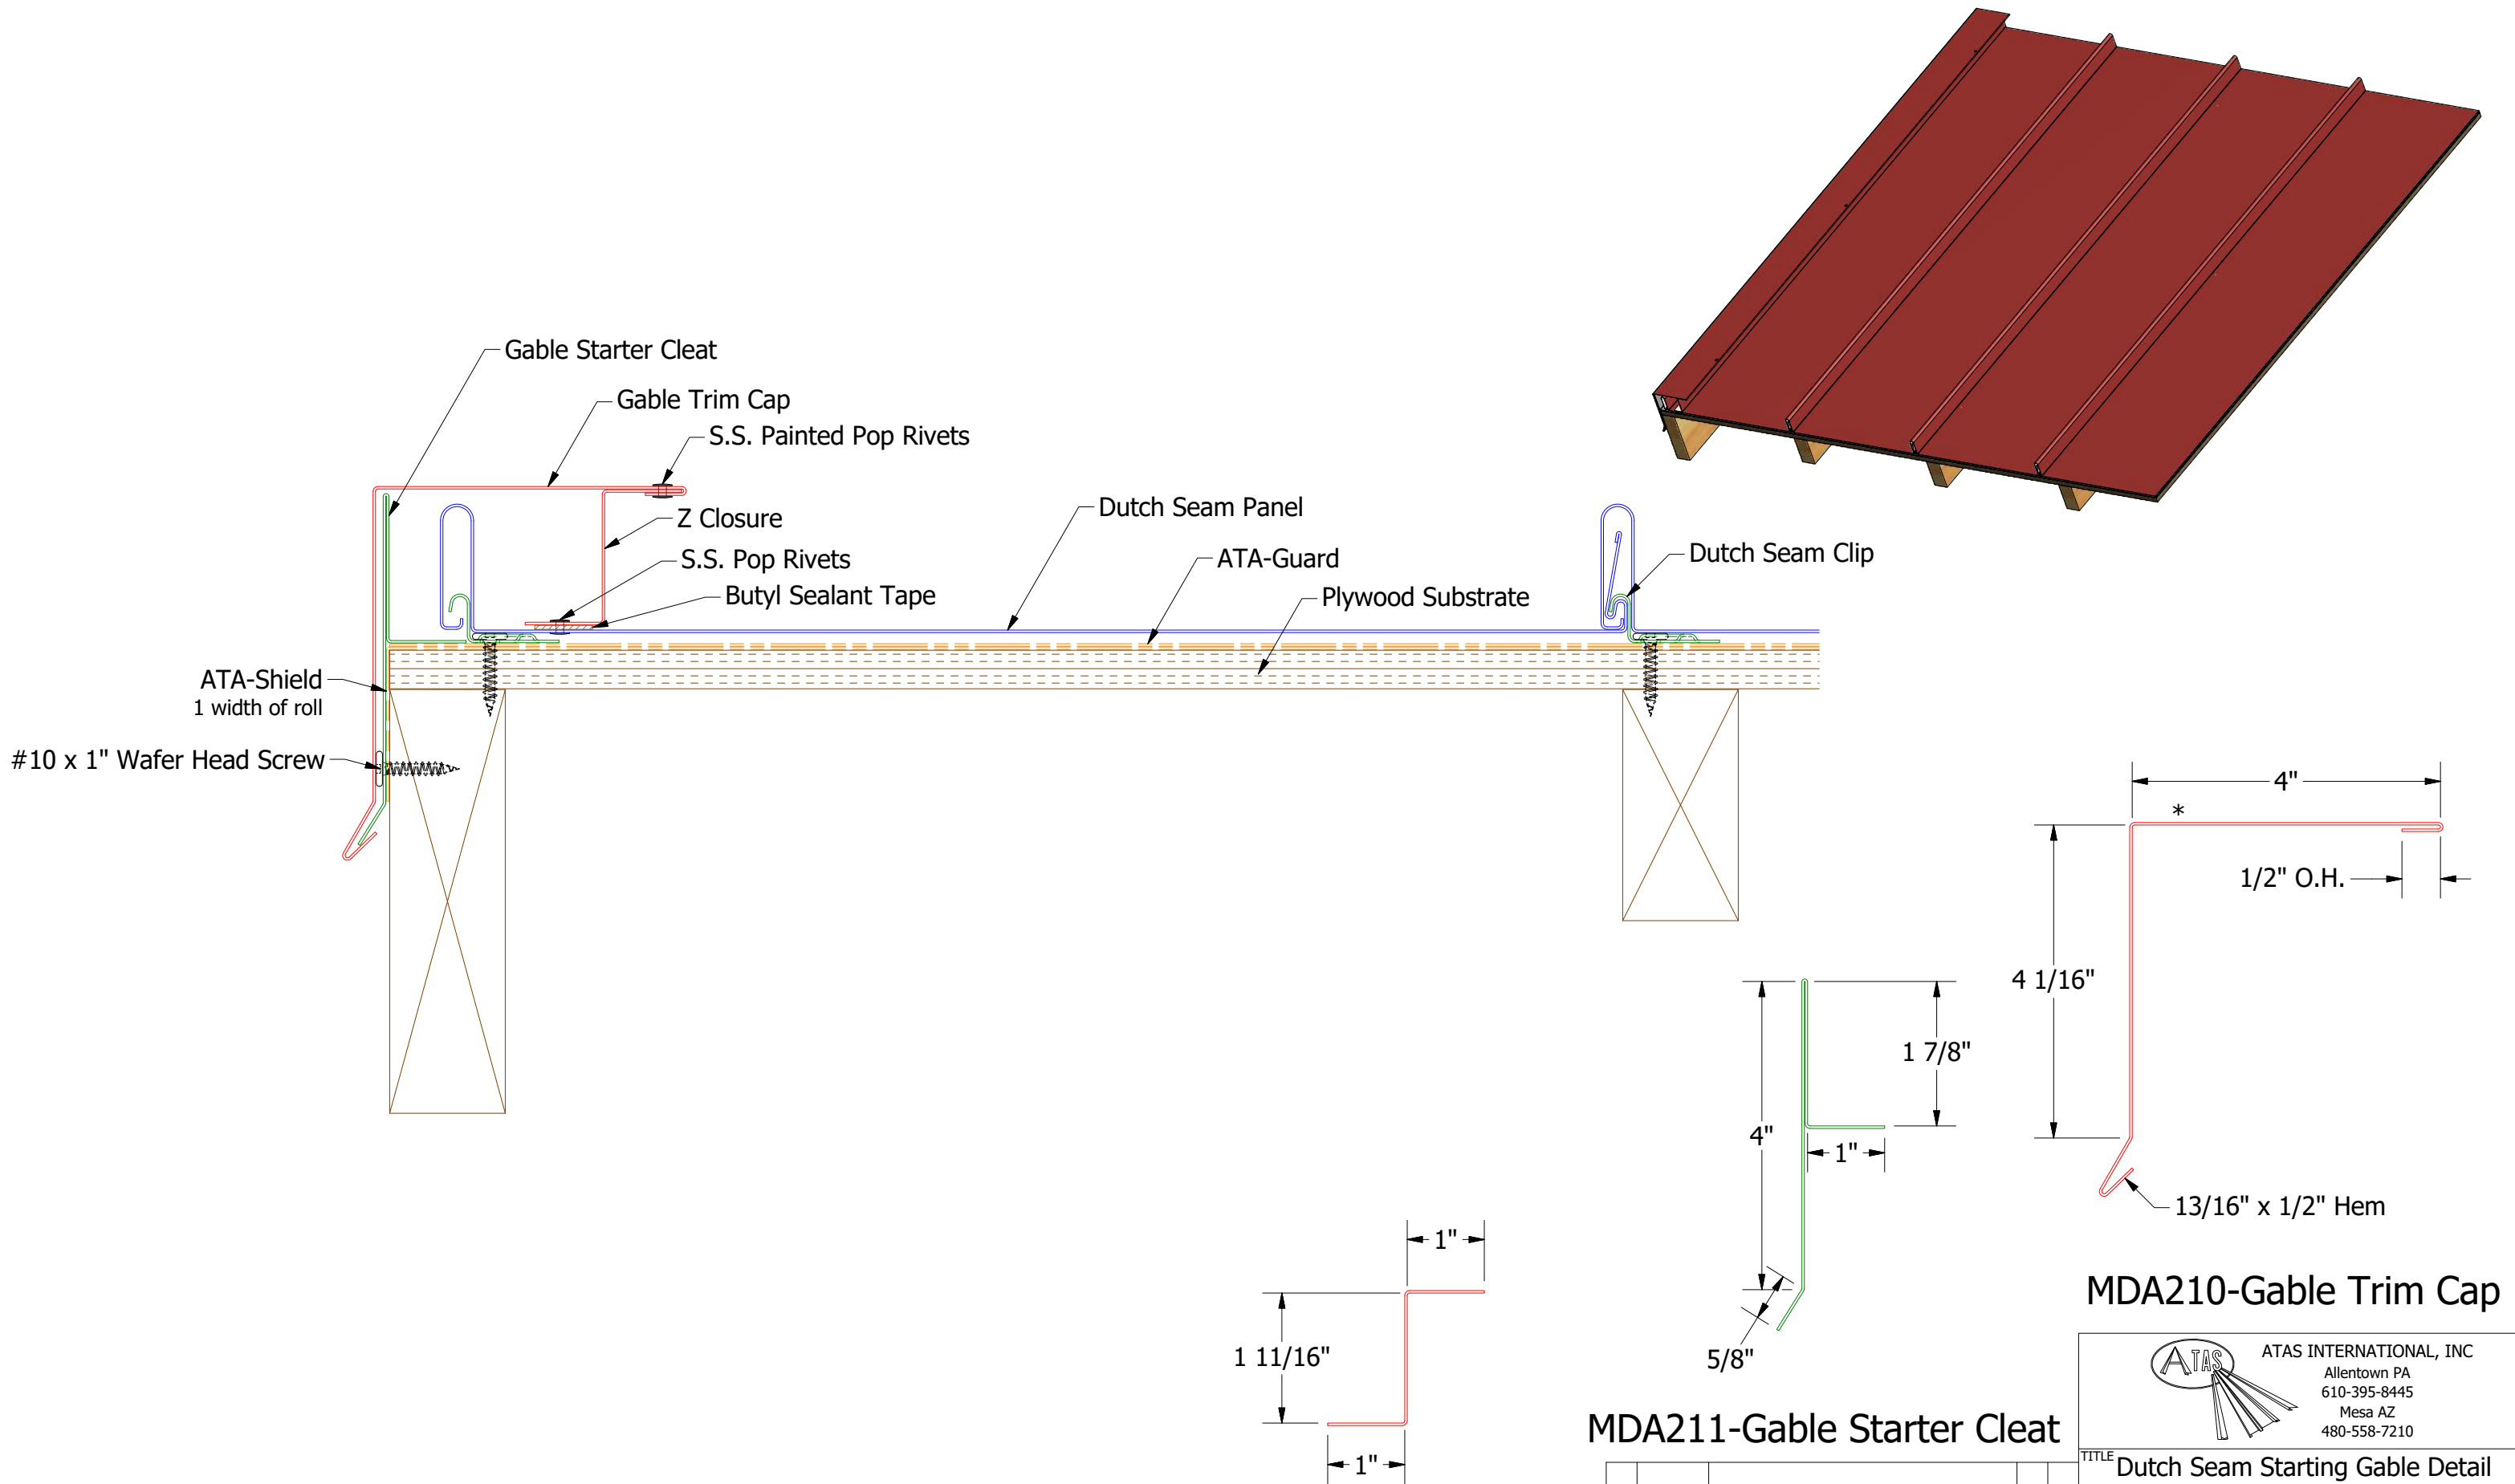 Gable Starter Cleat
Gable Trim Cap
S.S. Painted Pop Rivets
Z Closure
S.S. Pop Rivets
Butyl Sealant Tape
Dutch Seam Panel
ATA-Guard
Plywood Substrate
Dutch Seam Clip
ATA-Shield
1 width of roll
#10 x 1" Wafer Head Screw
4"
*
1/2" O.H.
4 1/16"
13/16" x 1/2" Hem
MDA210-Gable Trim Cap
1 7/8"
4"
1"
5/8"
MDA211-Gable Starter Cleat
1"
1 11/16"
1"
ATAS
ATAS INTERNATIONAL, INC
Allentown PA
610-395-8445
Mesa AZ
480-558-7210
TITLE Dutch Seam Starting Gable Detail